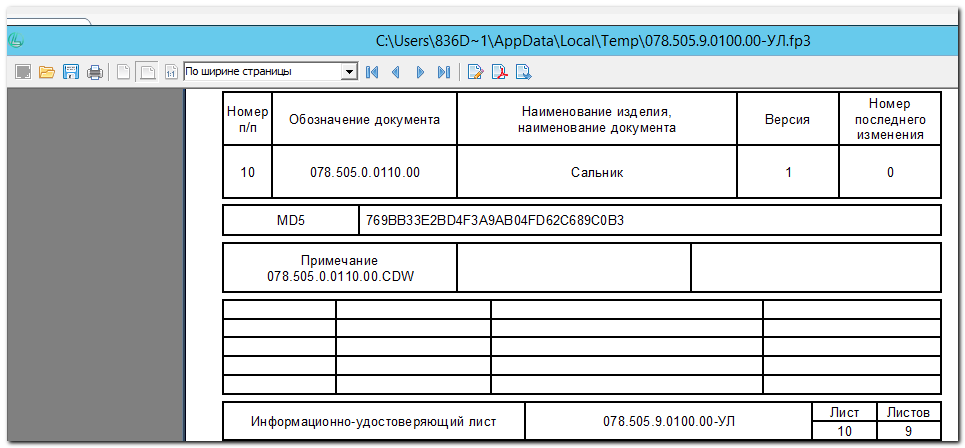 C:\Users\836D~1\AppData\Local\Temp\078.505.9.0100.00-УЛ.fp3
1:1 По ширине страницы
Номер п/п Обозначение документа Наименование изделия, наименование документа Версия Номер последнего изменения
10 078.505.0.0110.00 Сальник 1 0
MD5 769BB33E2BD4F3A9AB04FD62C689C0B3
Примечание
078.505.0.0110.00.CDW
Информационно-удостоверяющий лист 078.505.9.0100.00-УЛ Лист Листов
10 9